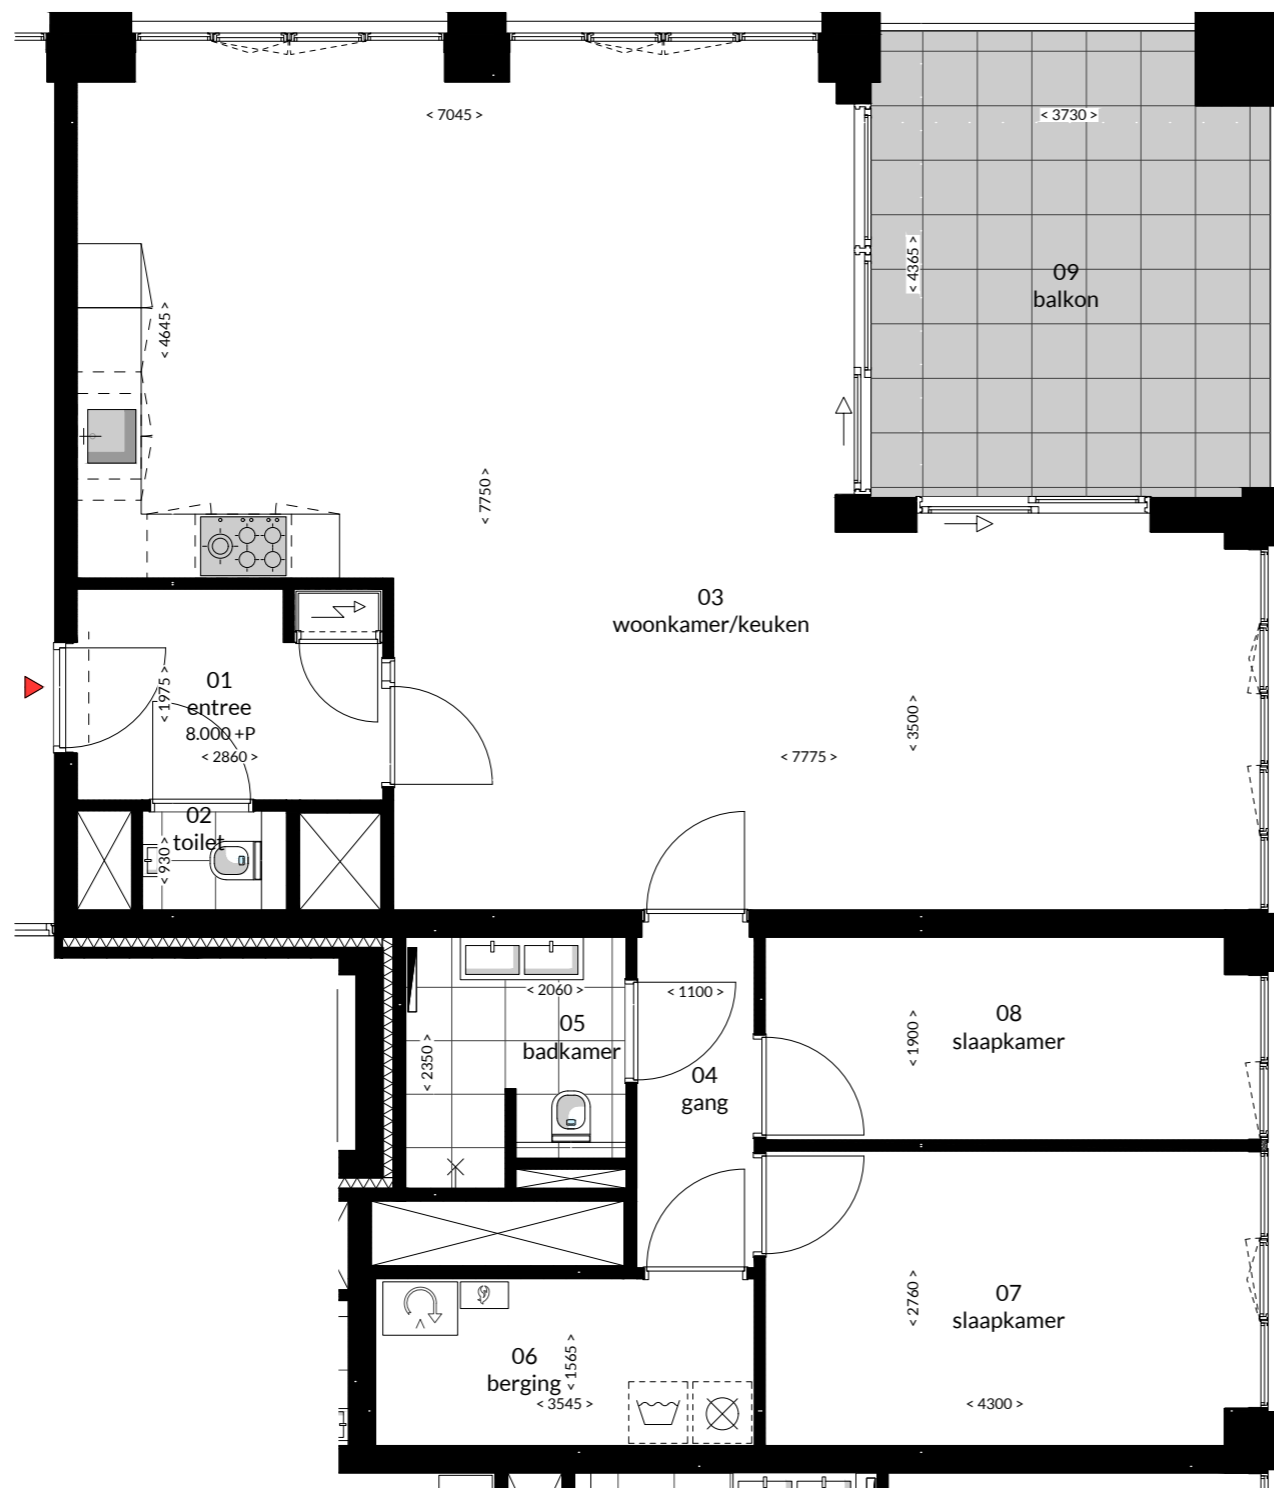 < 7045 >
< 3730 >
< 4365 >
09
balkon
< 4645 >
< 7750 >
03
woonkamer/keuken
01
entree
8.000 +P
< 2860 >
< 1975 >
< 7775 >
< 3500 >
02
toilet
< 930 >
< 2060 >
< 1100 >
05
badkamer
< 2350 >
04
gang
08
slaapkamer
< 1900 >
07
slaapkamer
< 2760 >
< 4300 >
06
berging
< 1565 >
< 3545 >